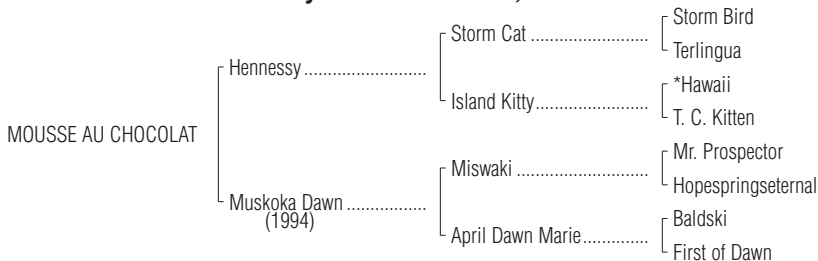 Storm Bird
Storm Cat ....................
Terlingua
Hennessy .........................
*Hawaii
Island Kitty ....................
T. C. Kitten
MOUSSE AU CHOCOLAT
Mr. Prospector
Miswaki .......................
Hopespringseternal
Muskoka Dawn .................
(1994)
Baldski
April Dawn Marie .............
First of Dawn